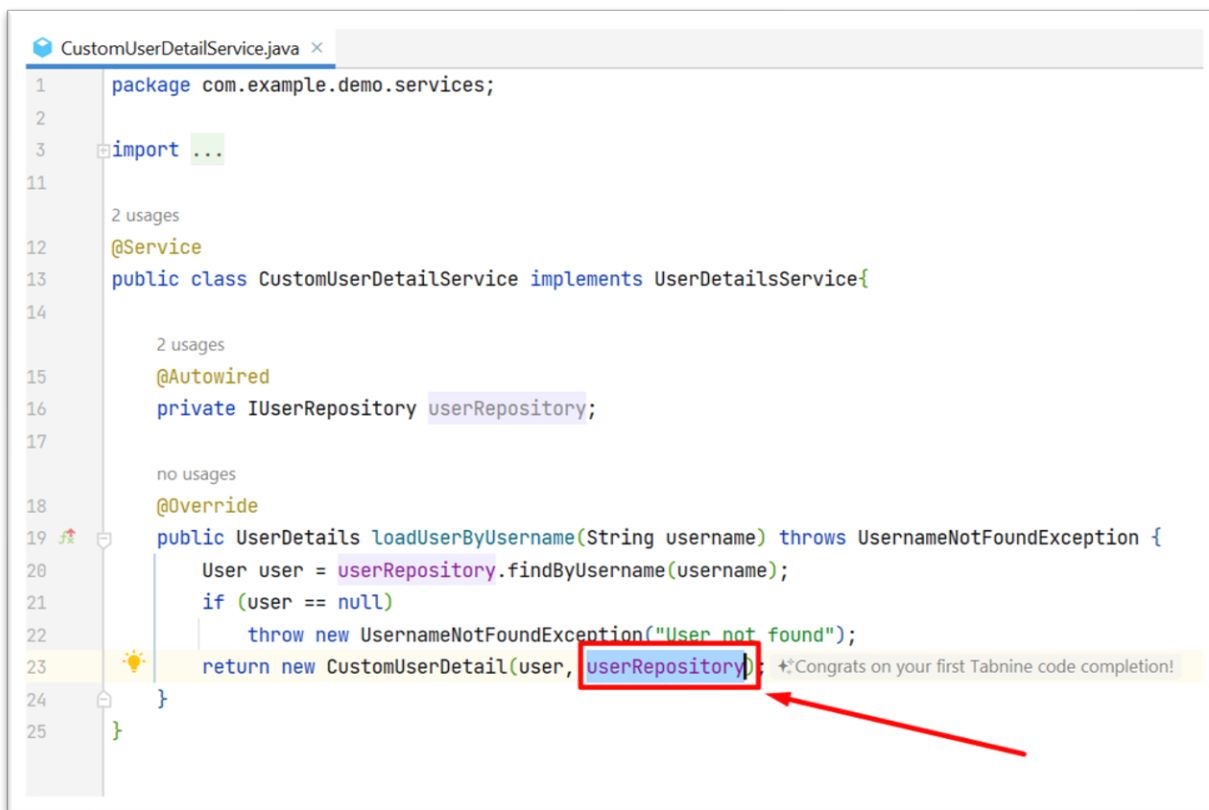 CustomUserDetailService.java ×
1 package com.example.demo.services;
2
3 import ...
11
2 usages
12 @Service
13 public class CustomUserDetailService implements UserDetailsService{
14
2 usages
15 @Autowired
16 private IUserRepository userRepository;
17
no usages
18 @Override
19 public UserDetails loadUserByUsername(String username) throws UsernameNotFoundException {
20 User user = userRepository.findByUsername(username);
21 if (user == null)
22 throw new UsernameNotFoundException("User not found");
23 return new CustomUserDetail(user, userRepository); Congrats on your first Tabnine code completion!
24 }
25 }